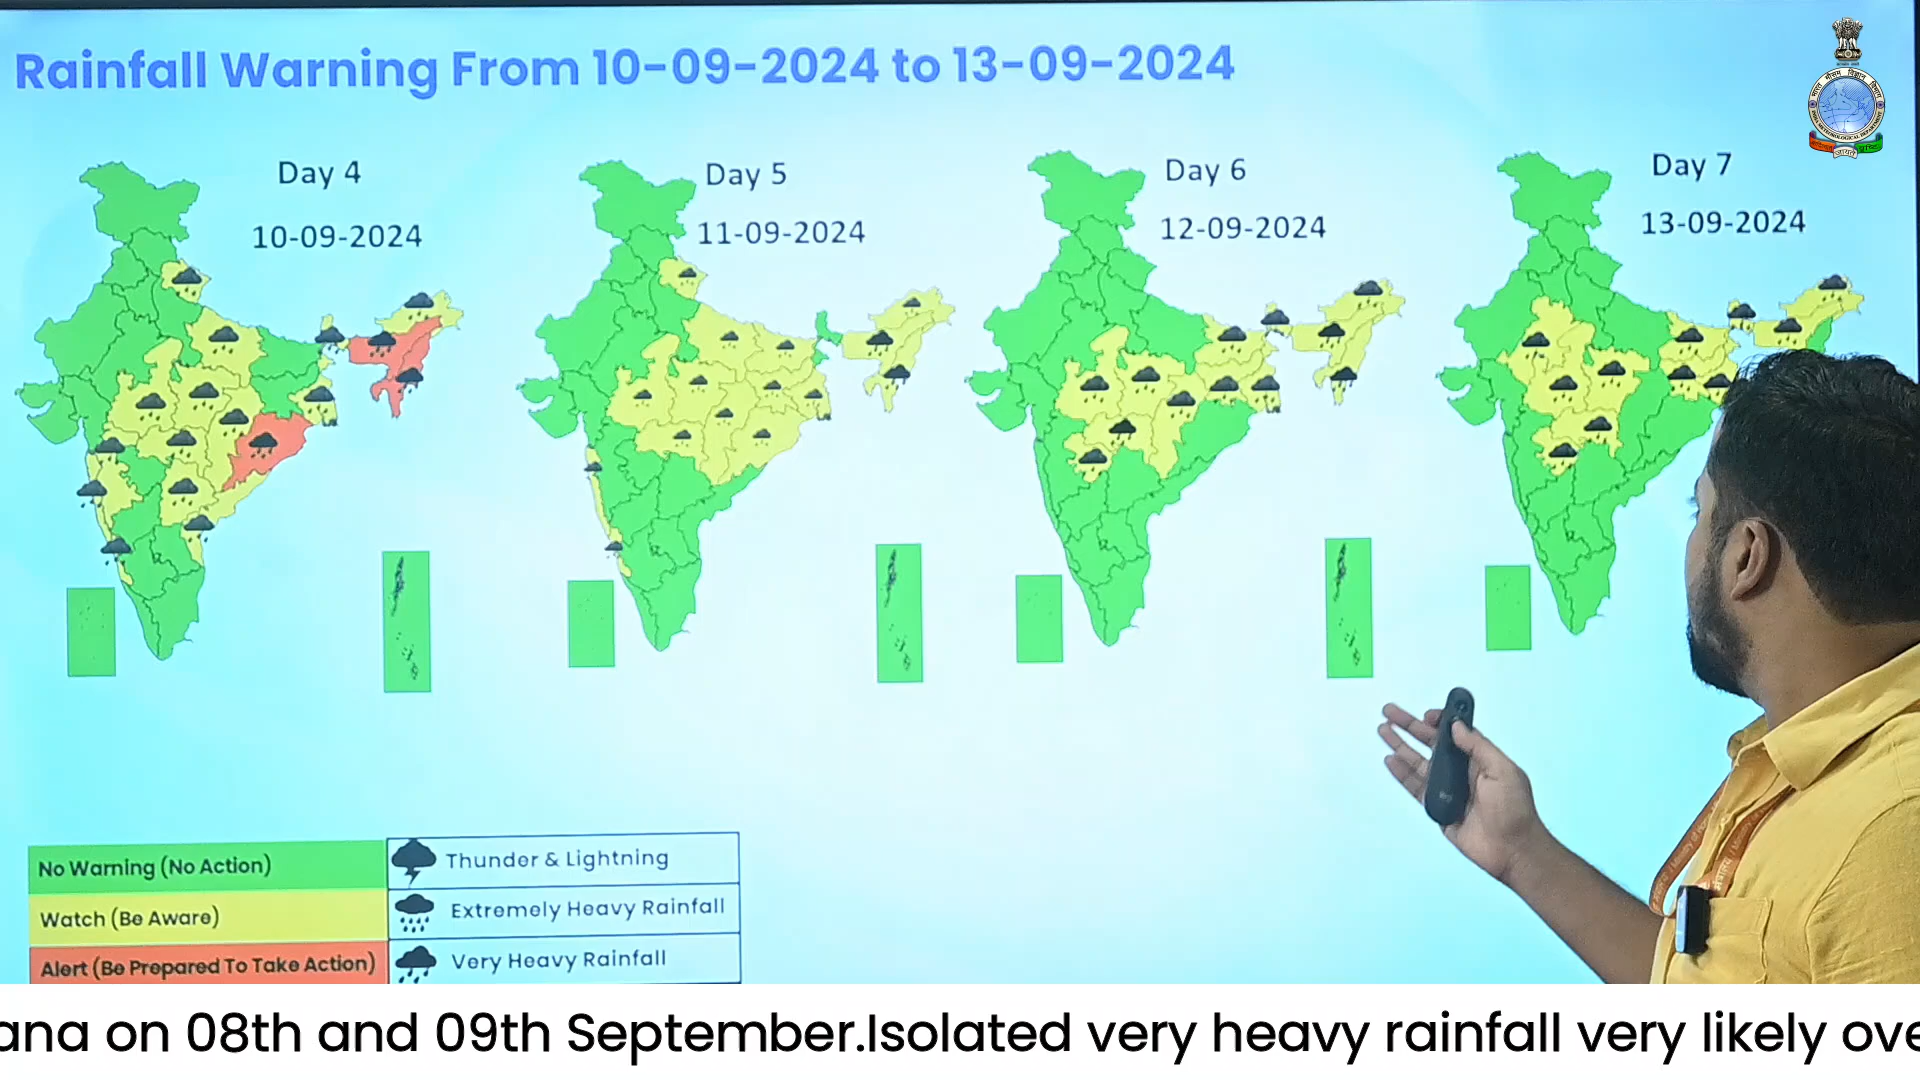 Rainfall Warning From 10-09-2024 to 13-09-2024
Day 4
10-09-2024
Day 5
11-09-2024
Day 6
12-09-2024
Day 7
13-09-2024
No Warning (No Action)
Watch (Be Aware)
Alert (Be Prepared To Take Action)
Thunder & Lightning
Extremely Heavy Rainfall
Very Heavy Rainfall
ana on 08th and 09th September.Isolated very heavy rainfall very likely ove